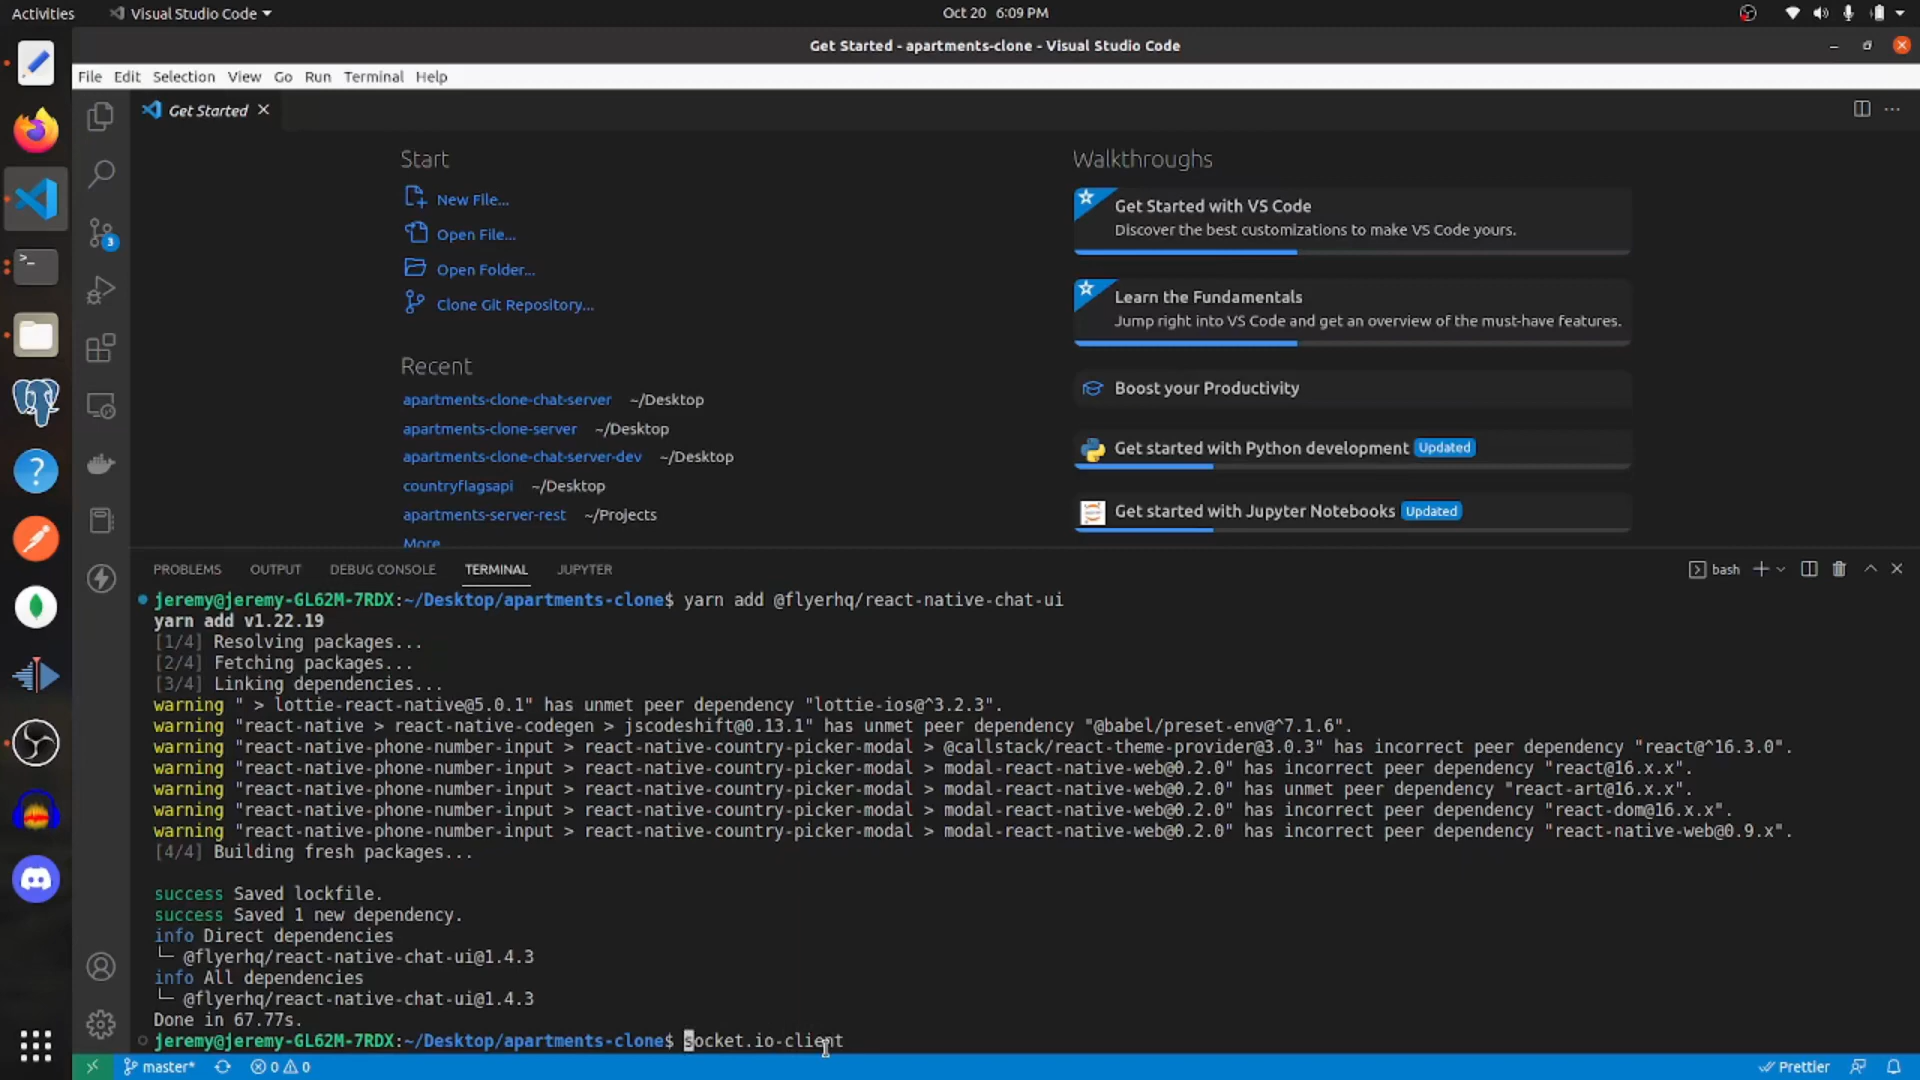 Activities
Visual Studio Code
Oct 20 6:09 PM
Get Started - apartments-clone - Visual Studio Code
File Edit Selection View Go Run Terminal Help
Get Started
Start
New File...
Open File...
Open Folder...
Clone Git Repository...
Recent
apartments-clone-chat-server ~/Desktop
apartments-clone-server ~/Desktop
apartments-clone-chat-server-dev ~/Desktop
countryflagsapi ~/Desktop
apartments-server-rest ~/Projects
More
Walkthroughs
Get Started with VS Code
Discover the best customizations to make VS Code yours.
Learn the Fundamentals
Jump right into VS Code and get an overview of the must-have features.
Boost your Productivity
Get started with Python development Updated
Get started with Jupyter Notebooks Updated
3
PROBLEMS OUTPUT DEBUG CONSOLE TERMINAL JUPYTER
bash
jeremy@jeremy-GL62M-7RDX:~/Desktop/apartments-clone$ yarn add @flyerhq/react-native-chat-ui
yarn add v1.22.19
[1/4] Resolving packages...
[2/4] Fetching packages...
[3/4] Linking dependencies...
warning " > lottie-react-native@5.0.1" has unmet peer dependency "lottie-ios@^3.2.3".
warning "react-native > react-native-codegen > jscodeshift@0.13.1" has unmet peer dependency "@babel/preset-env@^7.1.6".
warning "react-native-phone-number-input > react-native-country-picker-modal > @callstack/react-theme-provider@3.0.3" has incorrect peer dependency "react@^16.3.0".
warning "react-native-phone-number-input > react-native-country-picker-modal > modal-react-native-web@0.2.0" has incorrect peer dependency "react@16.x.x".
warning "react-native-phone-number-input > react-native-country-picker-modal > modal-react-native-web@0.2.0" has unmet peer dependency "react-art@16.x.x".
warning "react-native-phone-number-input > react-native-country-picker-modal > modal-react-native-web@0.2.0" has incorrect peer dependency "react-dom@16.x.x".
warning "react-native-phone-number-input > react-native-country-picker-modal > modal-react-native-web@0.2.0" has incorrect peer dependency "react-native-web@0.9.x".
[4/4] Building fresh packages...
success Saved lockfile.
success Saved 1 new dependency.
info Direct dependencies
└─ @flyerhq/react-native-chat-ui@1.4.3
info All dependencies
└─ @flyerhq/react-native-chat-ui@1.4.3
Done in 67.77s.
jeremy@jeremy-GL62M-7RDX:~/Desktop/apartments-clone$ socket.io-client
master* 0 0 Prettier